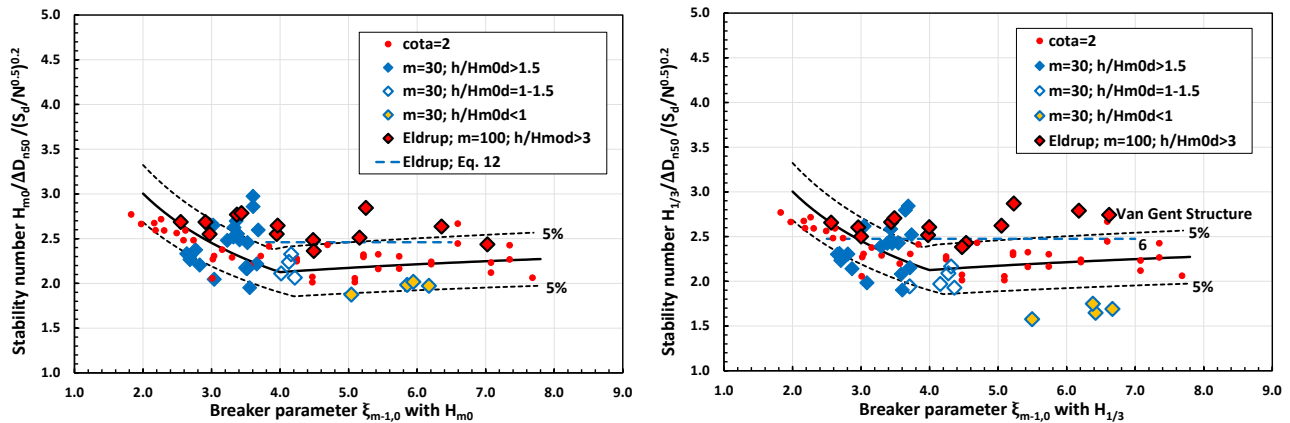 5.0
4.5
4.0
3.5
3.0
2.5
2.0
1.5
1.0
Stability number Hm0/ΔDn50/(Sd/N^0.5)^0.2
cota=2
m=30; h/Hm0d>1.5
m=30; h/Hm0d=1-1.5
m=30; h/Hm0d<1
Eldrup; m=100; h/Hmod>3
Eldrup; Eq. 12
5%
5%
1.0 2.0 3.0 4.0 5.0 6.0 7.0 8.0 9.0
Breaker parameter ξm-1,0 with Hm0
5.0
4.5
4.0
3.5
3.0
2.5
2.0
1.5
1.0
Stability number H1/3/ΔDn50/(Sd/N^0.5)^0.2
cota=2
m=30; h/Hm0d>1.5
m=30; h/Hm0d=1-1.5
m=30; h/Hm0d<1
Eldrup; m=100; h/Hm0d>3
Van Gent Structure
6
5%
5%
1.0 2.0 3.0 4.0 5.0 6.0 7.0 8.0 9.0
Breaker parameter ξm-1,0 with H1/3